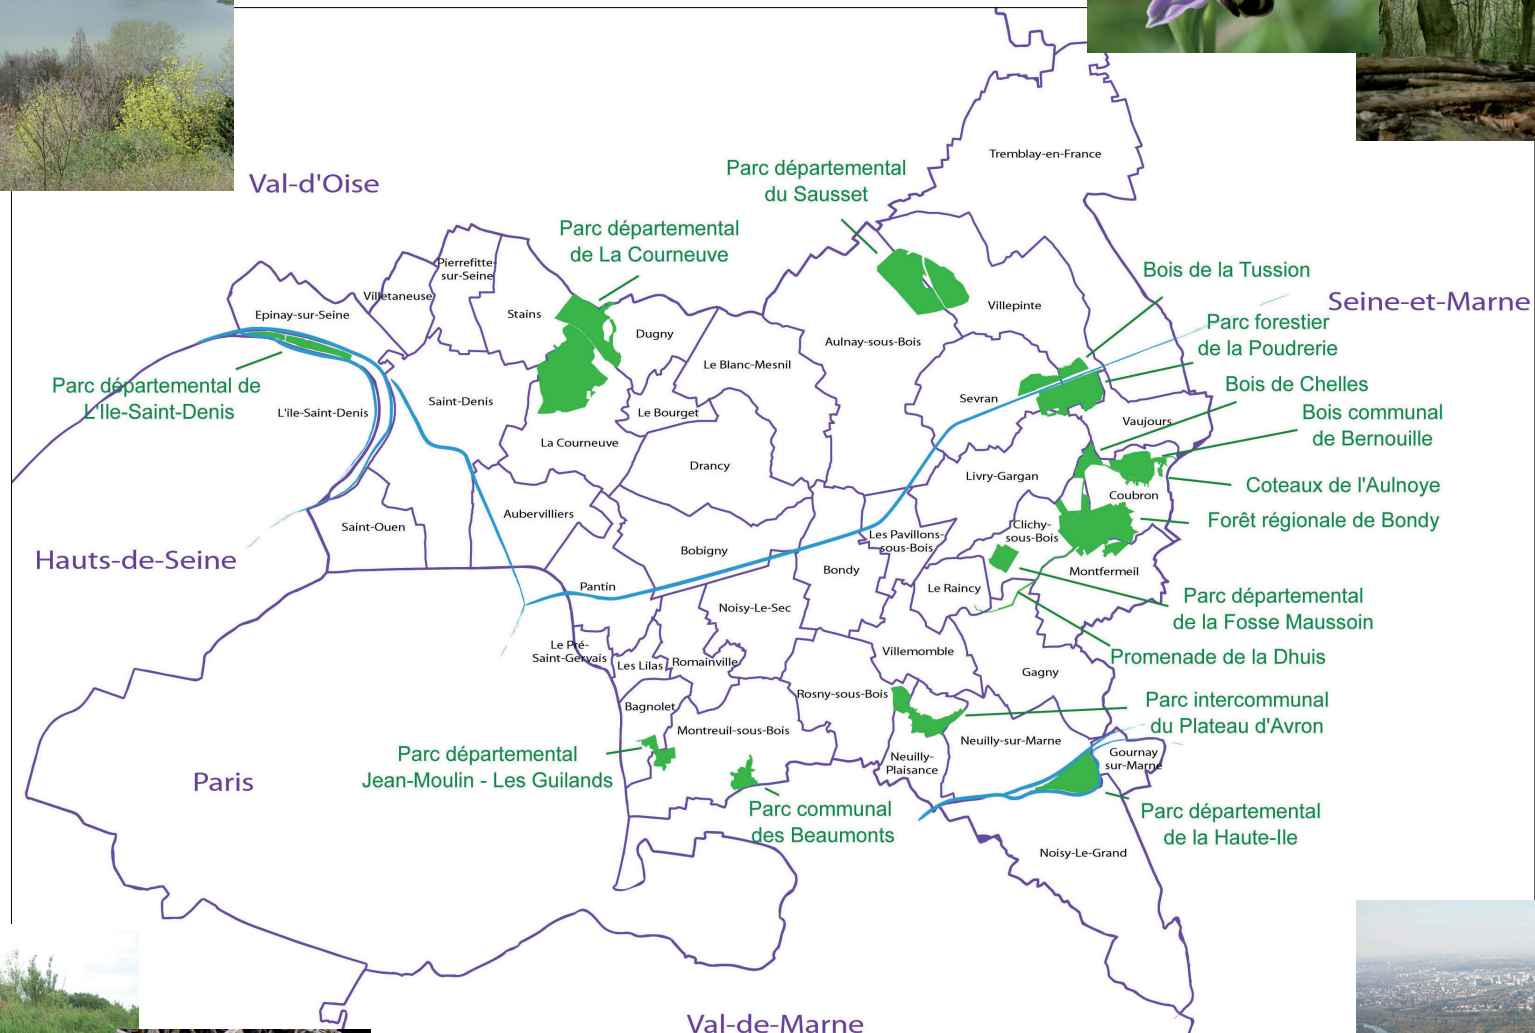 Tremblay-en-France
Val-d'Oise
Parc départemental
du Sausset
Parc départemental
de La Courneuve
Pierrefitte-
sur-Seine
Villetaneuse
Epinay-sur-Seine
Stains
Dugny
Villepinte
Bois de la Tussion
Seine-et-Marne
Parc forestier
de la Poudrerie
Aulnay-sous-Bois
Le Blanc-Mesnil
Parc départemental de
L'Ile-Saint-Denis
L'ile-Saint-Denis
Saint-Denis
Le Bourget
Sevran
Bois de Chelles
Vaujours
Bois communal
de Bernouille
La Courneuve
Drancy
Livry-Gargan
Coubron
Coteaux de l'Aulnoye
Forêt régionale de Bondy
Saint-Ouen
Aubervilliers
Clichy-
sous-Bois
Les Pavillons-
sous-Bois
Bobigny
Bondy
Montfermeil
Hauts-de-Seine
Pantin
Le Raincy
Parc départemental
de la Fosse Maussoin
Noisy-Le-Sec
Le Pré-
Saint-Gervais
Les Lilas
Romainville
Villemomble
Promenade de la Dhuis
Gagny
Rosny-sous-Bois
Bagnolet
Parc intercommunal
du Plateau d'Avron
Montreuil-sous-Bois
Neuilly-sur-Marne
Neuilly-
Plaisance
Gournay
sur-Marne
Parc départemental
Jean-Moulin - Les Guilands
Paris
Parc communal
des Beaumonts
Parc départemental
de la Haute-Ile
Noisy-Le-Grand
Val-de-Marne